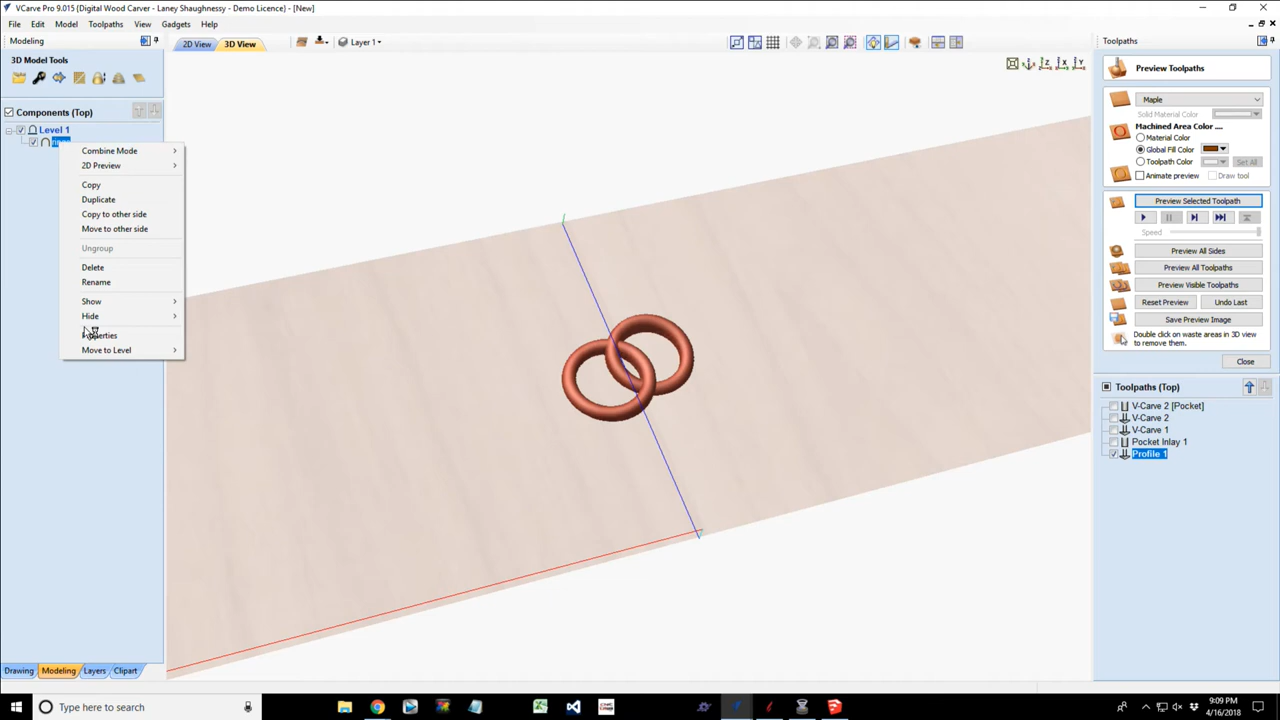 VCarve Pro 9.015 {Digital Wood Carver - Laney Shaughnessy - Demo Licence} - [New]
File Edit Model Toolpaths View Gadgets Help
Modeling
2D View 3D View Layer 1
Toolpaths
3D Model Tools
Components (Top)
Level 1
Combine Mode
2D Preview
Copy
Duplicate
Copy to other side
Move to other side
Ungroup
Delete
Rename
Show
Hide
Properties
Move to Level
Preview Toolpaths
Maple
Solid Material Color
Machined Area Color ....
Material Color
Global Fill Color
Toolpath Color Set All
Animate preview Draw tool
Preview Selected Toolpath
Speed
Preview All Sides
Preview All Toolpaths
Preview Visible Toolpaths
Reset Preview Undo Last
Save Preview Image
Double click on waste areas in 3D view
to remove them.
Close
Toolpaths (Top)
V-Carve 2 [Pocket]
V-Carve 2
V-Carve 1
Pocket Inlay 1
Profile 1
X Y
Drawing Modeling Layers Clipart
Type here to search
9:09 PM
4/16/2018